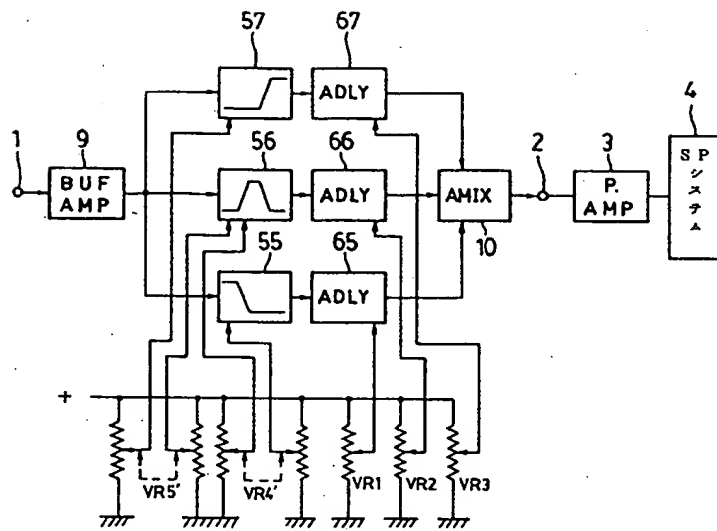 57
67
4
1
9
ADLY
SP
システム
56
66
2
3
BUF
AMP
ADLY
AMIX
P.
AMP
55
65
10
ADLY
+
VR5'
VR4'
VR1
VR2
VR3